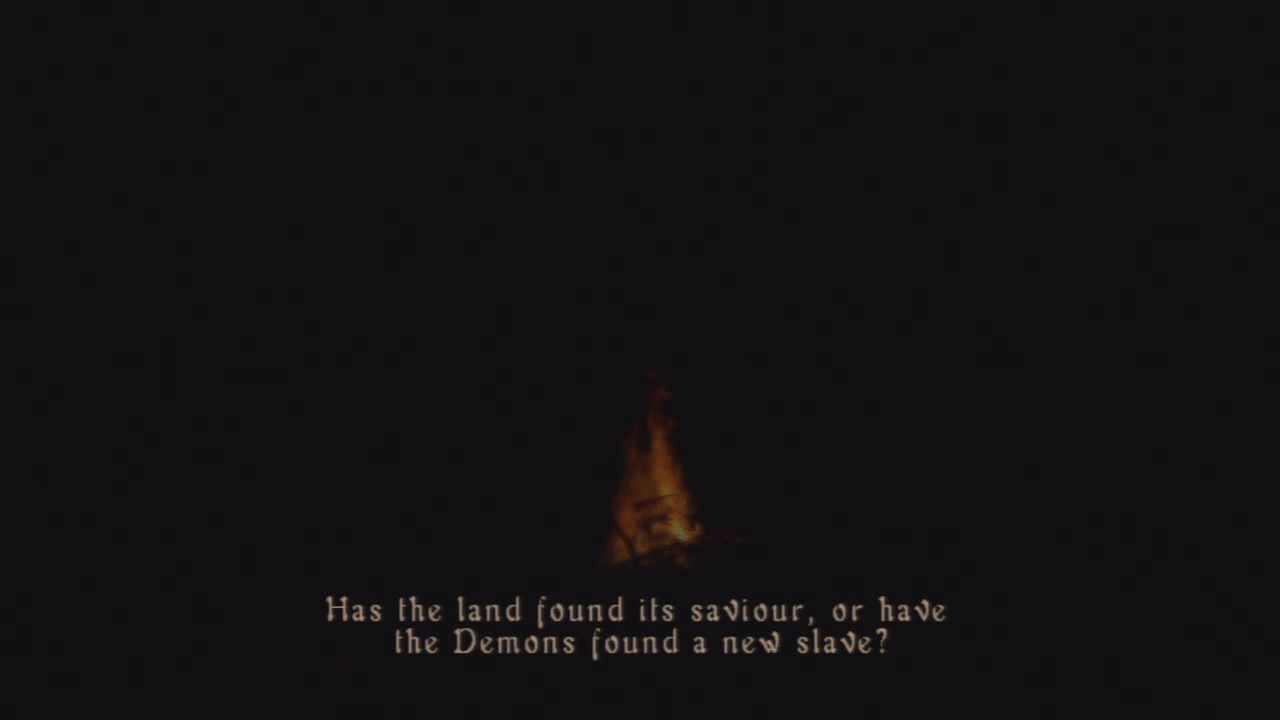 Has the land found its saviour, or have
the Demons found a new slave?